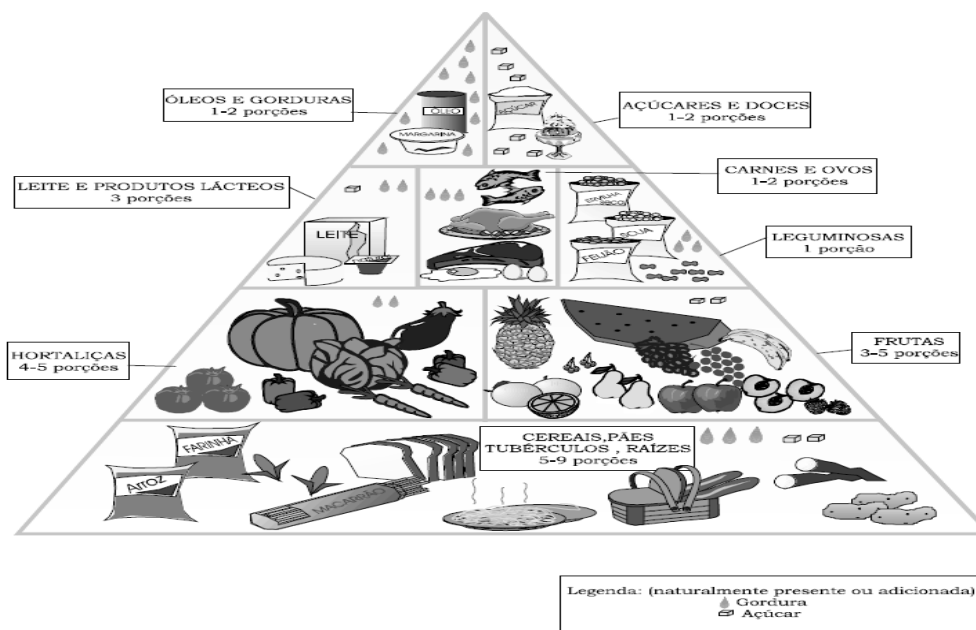 ÓLEOS E GORDURAS
1-2 porções
AÇÚCARES E DOCES
1-2 porções
ÓLEO
MARGARINA
AÇÚCAR
LEITE E PRODUTOS LÁCTEOS
3 porções
CARNES E OVOS
1-2 porções
LEITE
ERVILHA
SOJA
FEIJÃO
LEGUMINOSAS
1 porção
HORTALIÇAS
4-5 porções
FRUTAS
3-5 porções
CEREAIS,PÃES
TUBÉRCULOS , RAÍZES
5-9 porções
FARINHA
MACARRÃO
Legenda: (naturalmente presente ou adicionada)
Gordura
Açúcar